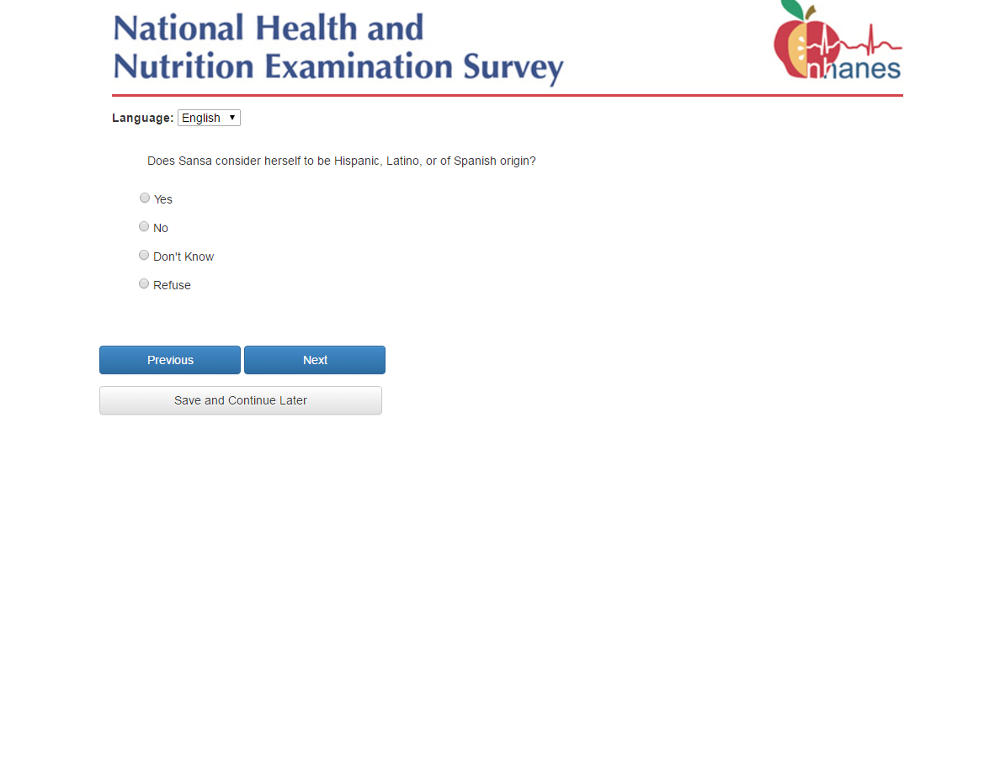 National Health and
Nutrition Examination Survey
nhanes
Language: English
Does Sansa consider herself to be Hispanic, Latino, or of Spanish origin?
Yes
No
Don't Know
Refuse
Previous Next
Save and Continue Later